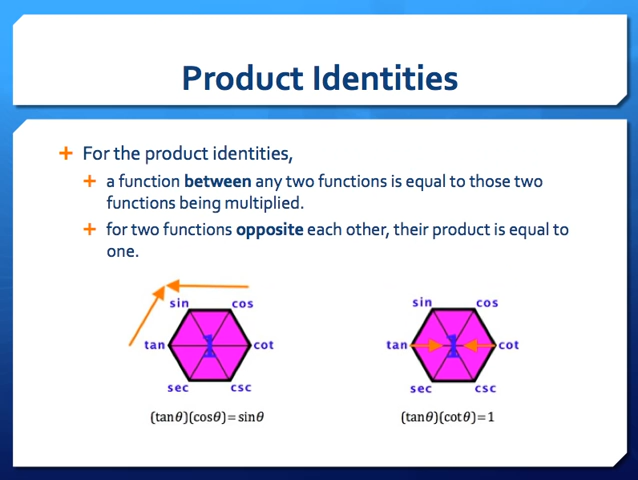 Product Identities
For the product identities,
a function between any two functions is equal to those two
functions being multiplied.
for two functions opposite each other, their product is equal to
one.
sin cos
tan 1 cot
sec csc
(tanθ)(cosθ)=sinθ
sin cos
tan 1 cot
sec csc
(tanθ)(cotθ)=1